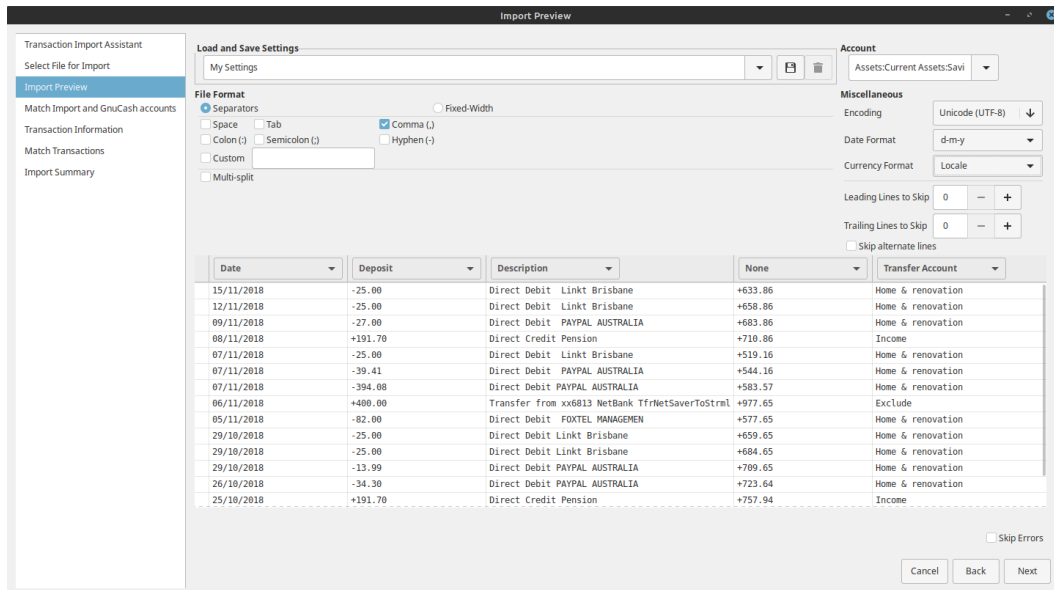 Import Preview
Transaction Import Assistant
Select File for Import
Import Preview
Match Import and GnuCash accounts
Transaction Information
Match Transactions
Import Summary
Load and Save Settings
My Settings
Account
Assets:Current Assets:Savi
File Format
Separators Fixed-Width
Space Tab Comma (,)
Colon (:) Semicolon (;) Hyphen (-)
Custom
Multi-split
Miscellaneous
Encoding Unicode (UTF-8)
Date Format d-m-y
Currency Format Locale
Leading Lines to Skip 0 − +
Trailing Lines to Skip 0 − +
Skip alternate lines
Date Deposit Description None Transfer Account
15/11/2018 -25.00 Direct Debit  Linkt Brisbane +633.86 Home & renovation
12/11/2018 -25.00 Direct Debit  Linkt Brisbane +658.86 Home & renovation
09/11/2018 -27.00 Direct Debit  PAYPAL AUSTRALIA +683.86 Home & renovation
08/11/2018 +191.70 Direct Credit Pension +710.86 Income
07/11/2018 -25.00 Direct Debit  Linkt Brisbane +519.16 Home & renovation
07/11/2018 -39.41 Direct Debit  PAYPAL AUSTRALIA +544.16 Home & renovation
07/11/2018 -394.08 Direct Debit PAYPAL AUSTRALIA +583.57 Home & renovation
06/11/2018 +400.00 Transfer from xx6813 NetBank TfrNetSaverToStrml +977.65 Exclude
05/11/2018 -82.00 Direct Debit  FOXTEL MANAGEMEN +577.65 Home & renovation
29/10/2018 -25.00 Direct Debit Linkt Brisbane +659.65 Home & renovation
29/10/2018 -25.00 Direct Debit Linkt Brisbane +684.65 Home & renovation
29/10/2018 -13.99 Direct Debit PAYPAL AUSTRALIA +709.65 Home & renovation
26/10/2018 -34.30 Direct Debit PAYPAL AUSTRALIA +723.64 Home & renovation
25/10/2018 +191.70 Direct Credit Pension +757.94 Income
Skip Errors
Cancel Back Next